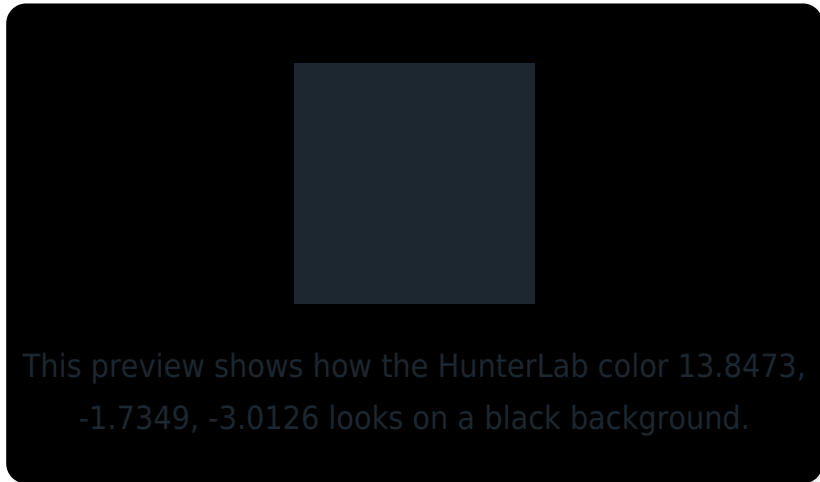 This preview shows how the HunterLab color 13.8473,
-1.7349, -3.0126 looks on a black background.